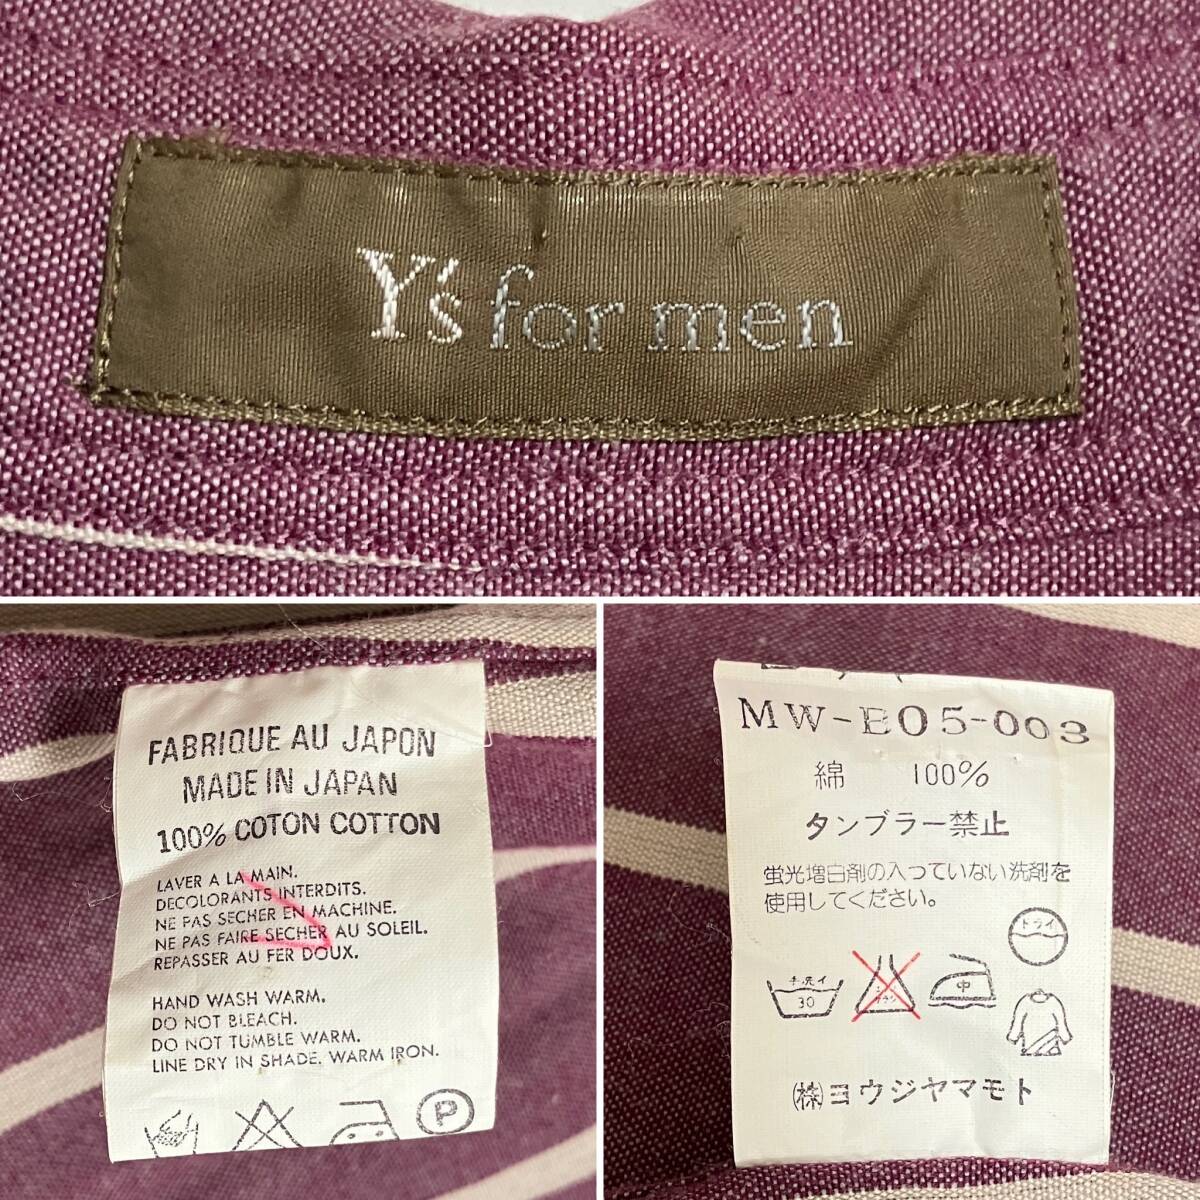 Y's for men
FABRIQUE AU JAPON
MADE IN JAPAN
100% COTON COTTON
LAVER A LA MAIN.
DECOLORANTS INTERDITS.
NE PAS SECHER EN MACHINE.
NE PAS FAIRE SECHER AU SOLEIL.
REPASSER AU FER DOUX.
HAND WASH WARM.
DO NOT BLEACH.
DO NOT TUMBLE WARM.
LINE DRY IN SHADE. WARM IRON.
P
MW-B05-003
綿 100%
タンブラー禁止
蛍光増白剤の入っていない洗剤を
使用してください。
ドライ
手洗イ
30
中
㈱ヨウジヤマモト